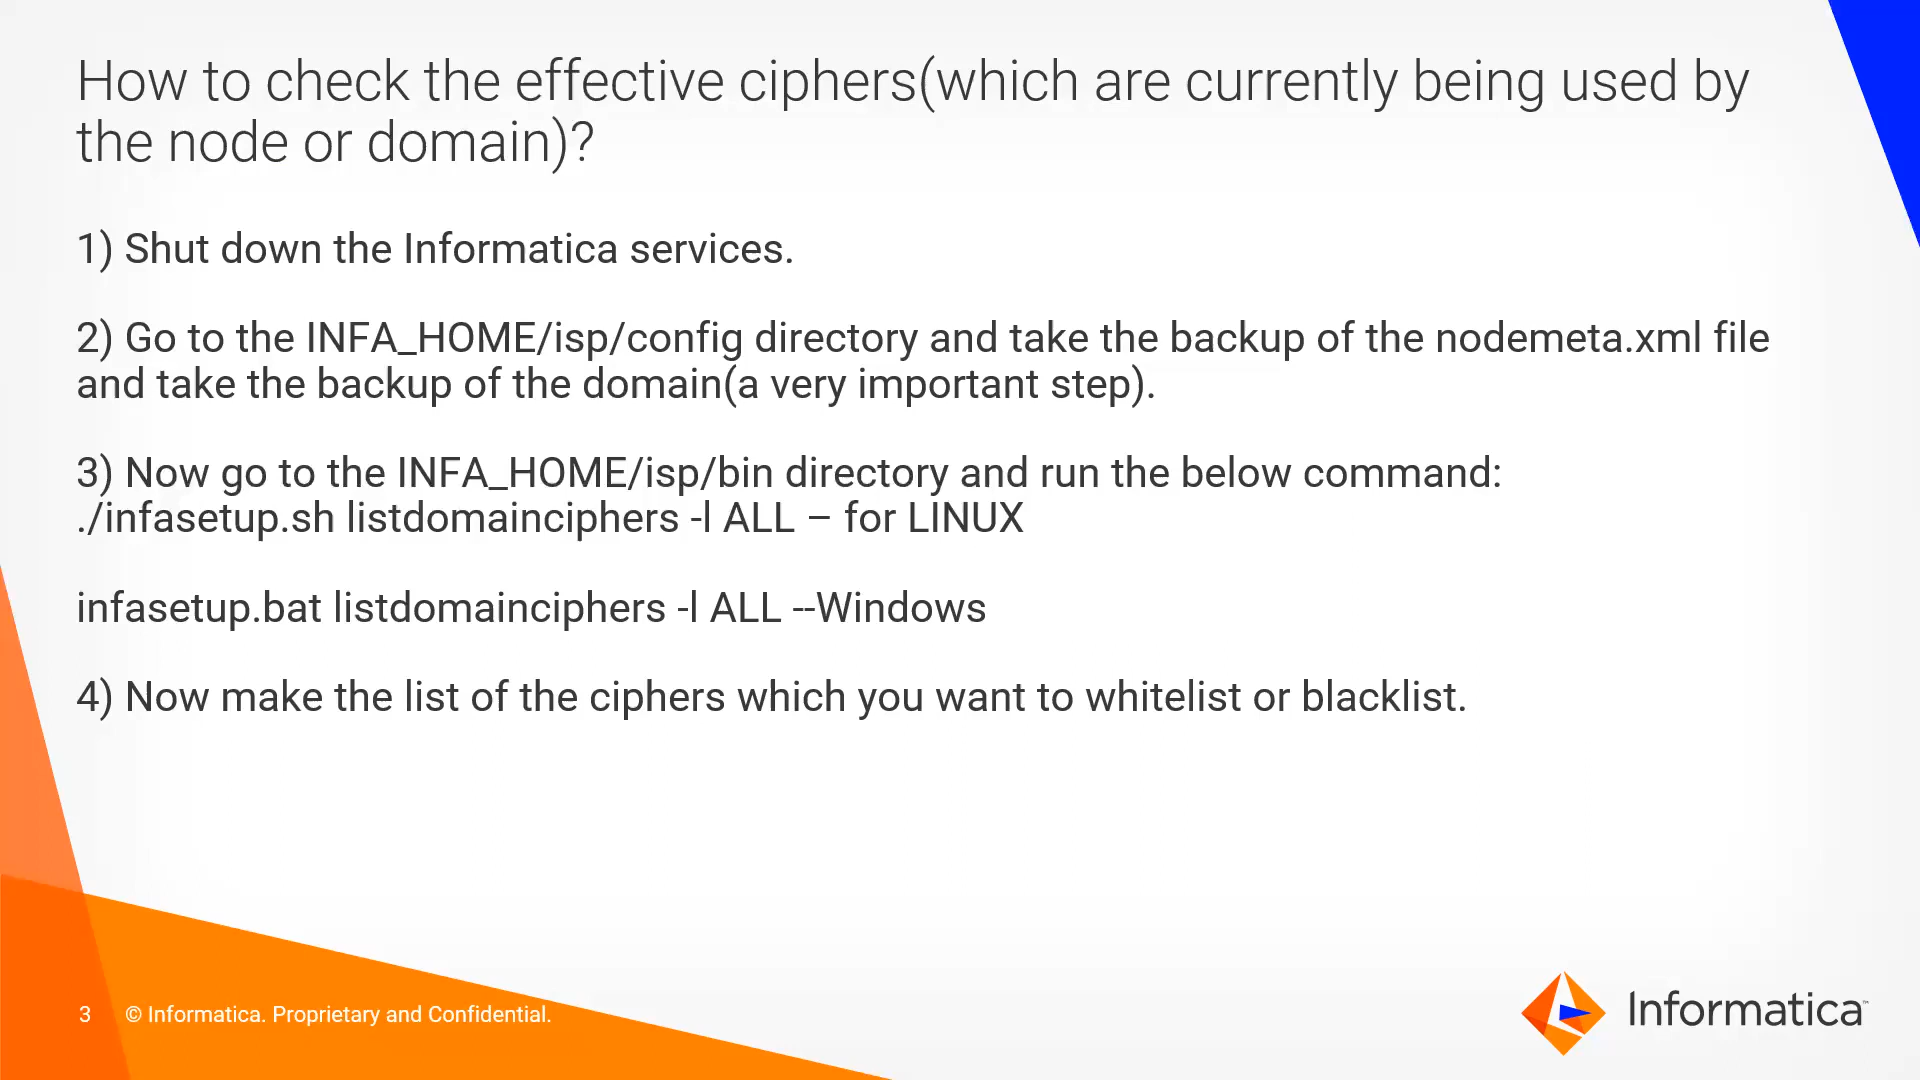 How to check the effective ciphers(which are currently being used by
the node or domain)?
1) Shut down the Informatica services.
2) Go to the INFA_HOME/isp/config directory and take the backup of the nodemeta.xml file
and take the backup of the domain(a very important step).
3) Now go to the INFA_HOME/isp/bin directory and run the below command:
./infasetup.sh listdomainciphers -l ALL – for LINUX
infasetup.bat listdomainciphers -l ALL --Windows
4) Now make the list of the ciphers which you want to whitelist or blacklist.
3 © Informatica. Proprietary and Confidential.
Informatica™